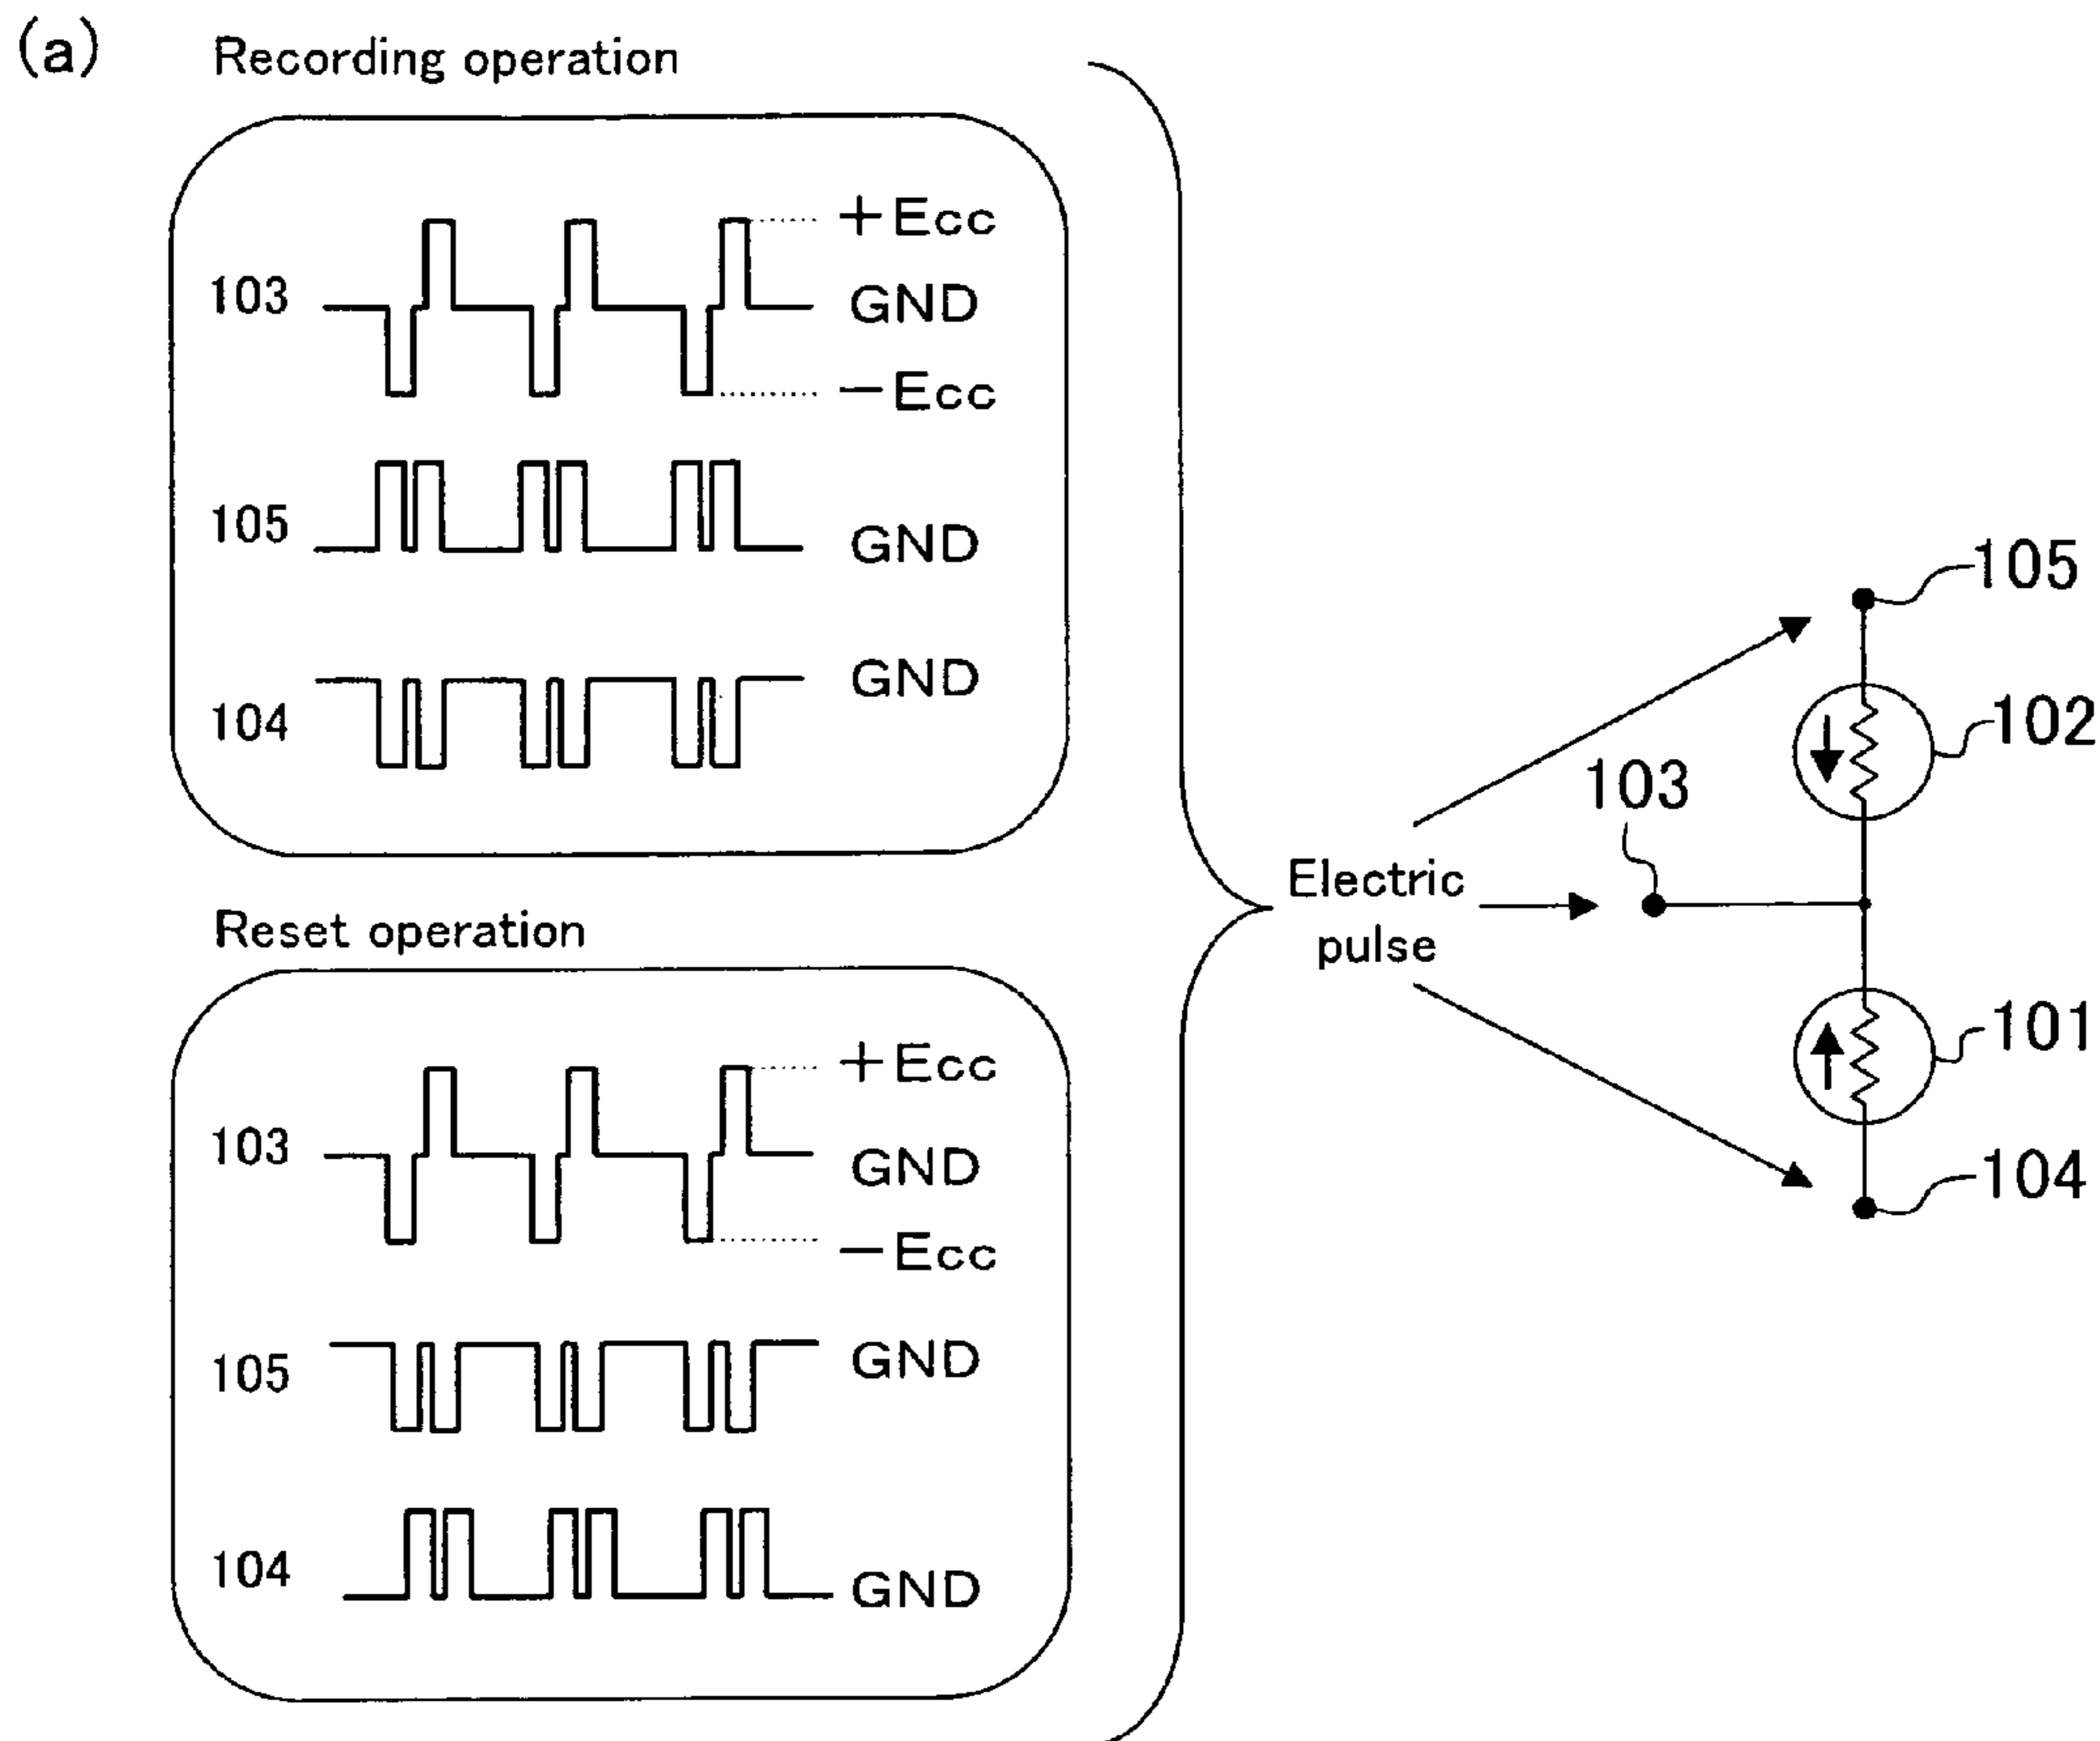 (a)
Recording operation
+Ecc
103
GND
−Ecc
105
GND
GND
104
Reset operation
+Ecc
103
GND
−Ecc
105
GND
104
GND
Electric
pulse
105
102
103
101
104